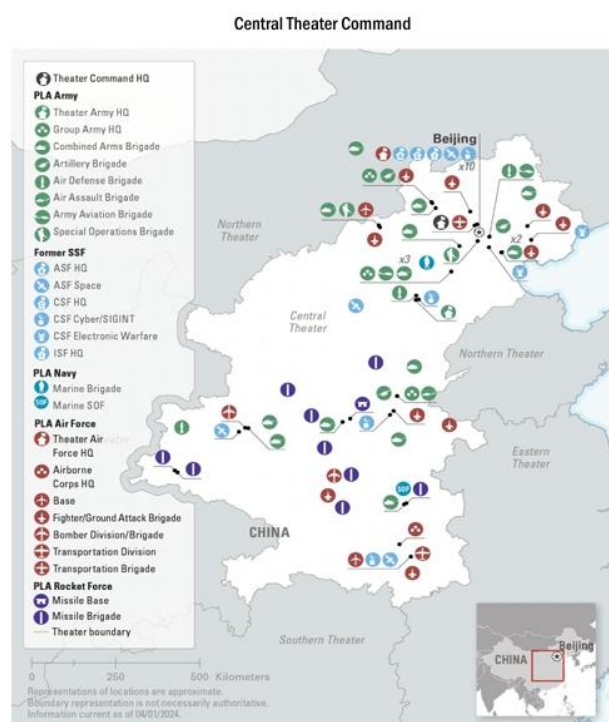 Central Theater Command
Theater Command HQ
PLA Army
Theater Army HQ
Group Army HQ
Combined Arms Brigade
Artillery Brigade
Air Defense Brigade
Air Assault Brigade
Army Aviation Brigade
Special Operations Brigade
Former SSF
ASF HQ
ASF Space
CSF HQ
CSF Cyber/SIGINT
CSF Electronic Warfare
ISF HQ
PLA Navy
Marine Brigade
SOF
Marine SOF
PLA Air Force
Theater Air
Force HQ
Airborne
Corps HQ
Base
Fighter/Ground Attack Brigade
Bomber Division/Brigade
Transportation Division
Transportation Brigade
PLA Rocket Force
Missile Base
Missile Brigade
Theater boundary
Beijing
x10
Northern
Theater
x2
x3
Central
Theater
Northern Theater
Eastern
Theater
SOF
CHINA
Southern Theater
0
250
500
Kilometers
Representations of locations are approximate.
Boundary representation is not necessarily authoritative.
Information current as of 04/01/2024.
Beijing
CHINA